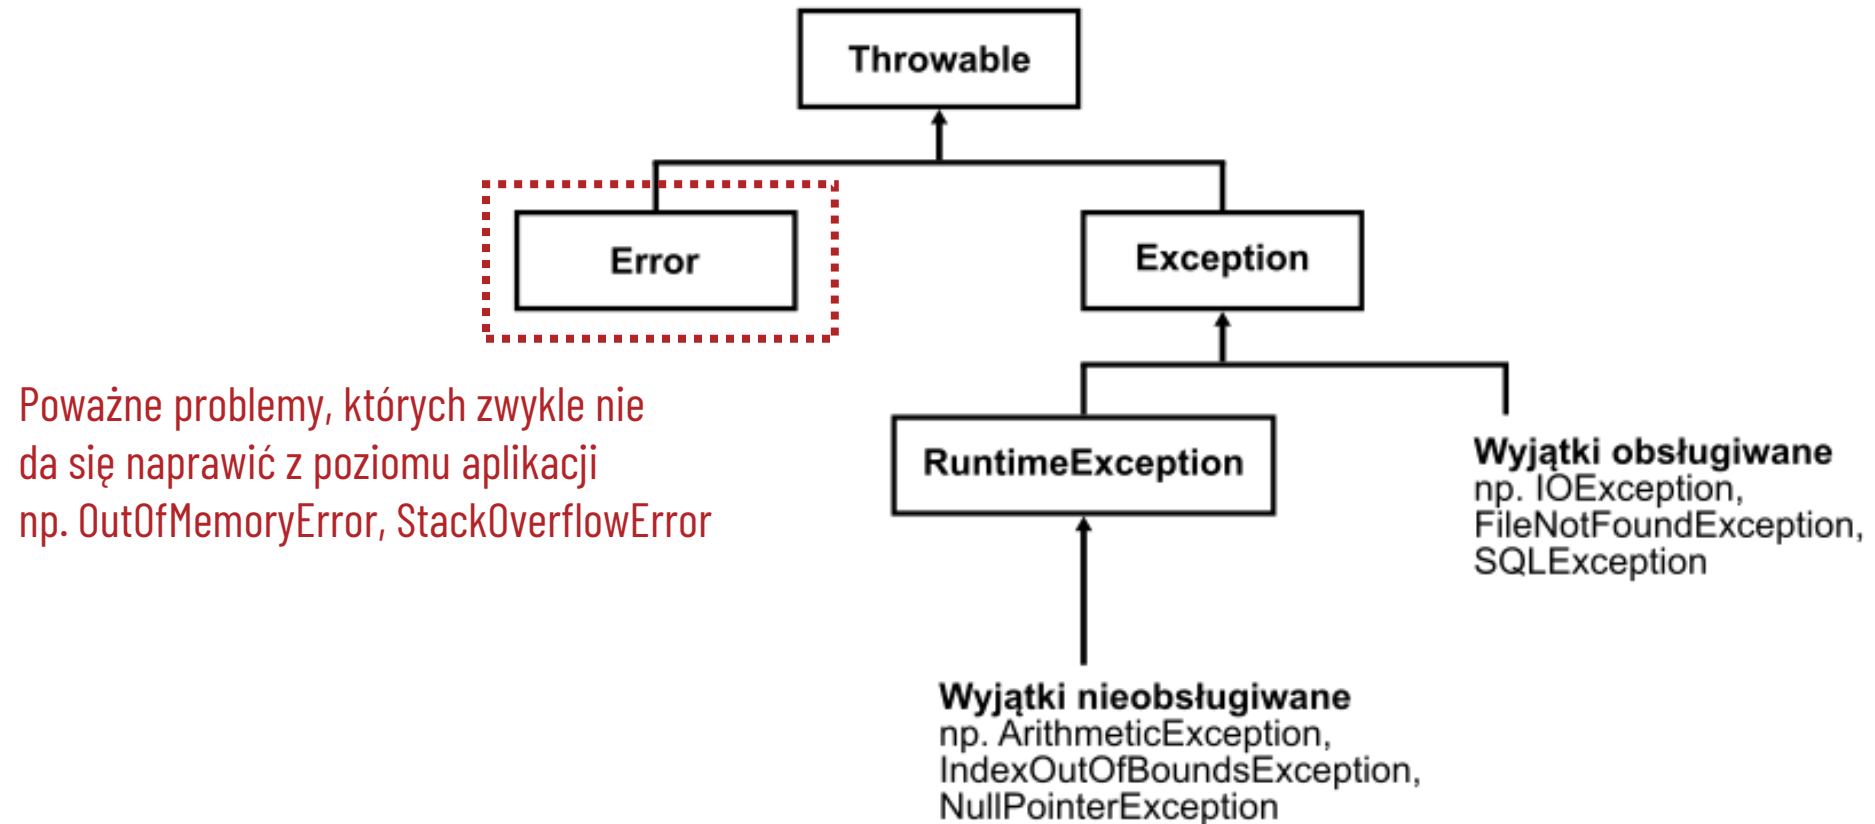 Throwable
Error
Exception
Poważne problemy, których zwykle nie
da się naprawić z poziomu aplikacji
np. OutOfMemoryError, StackOverflowError
RuntimeException
Wyjątki obsługiwane
np. IOException,
FileNotFoundException,
SQLException
Wyjątki nieobsługiwane
np. ArithmeticException,
IndexOutOfBoundsException,
NullPointerException